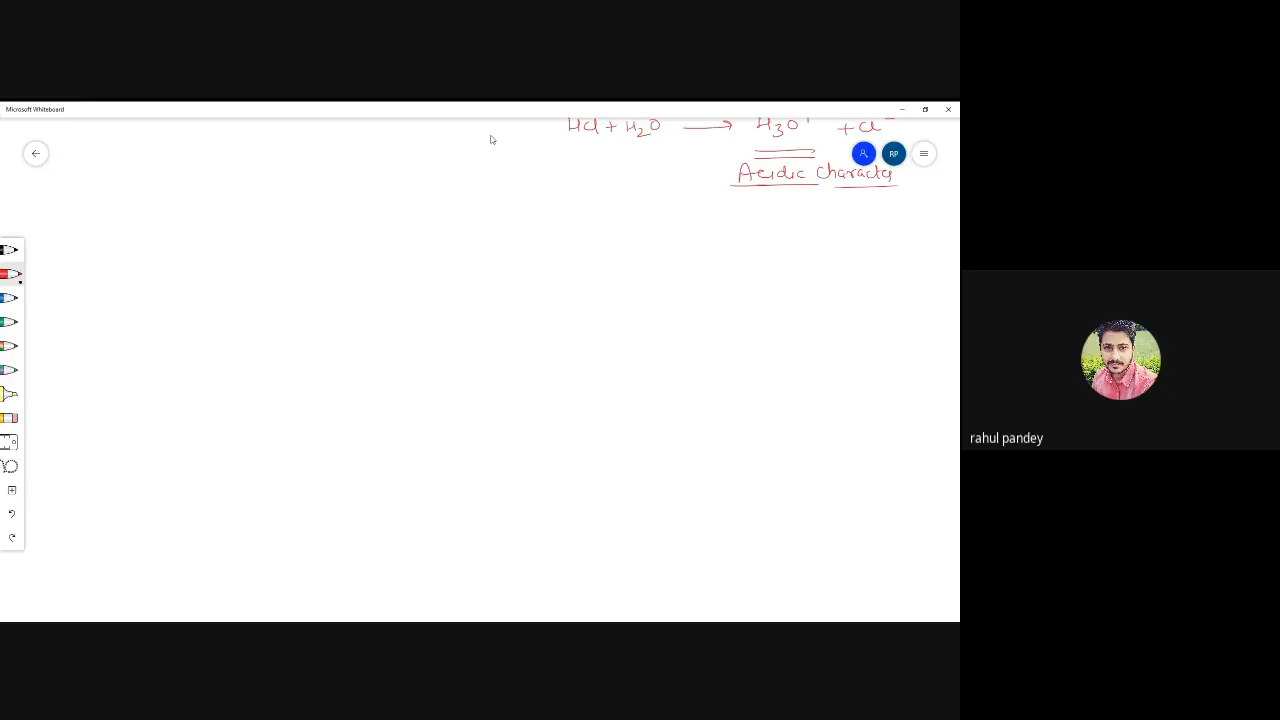 Microsoft Whiteboard
HCl + H2O → H3O+ + Cl−
RP
Acidic Character
rahul pandey